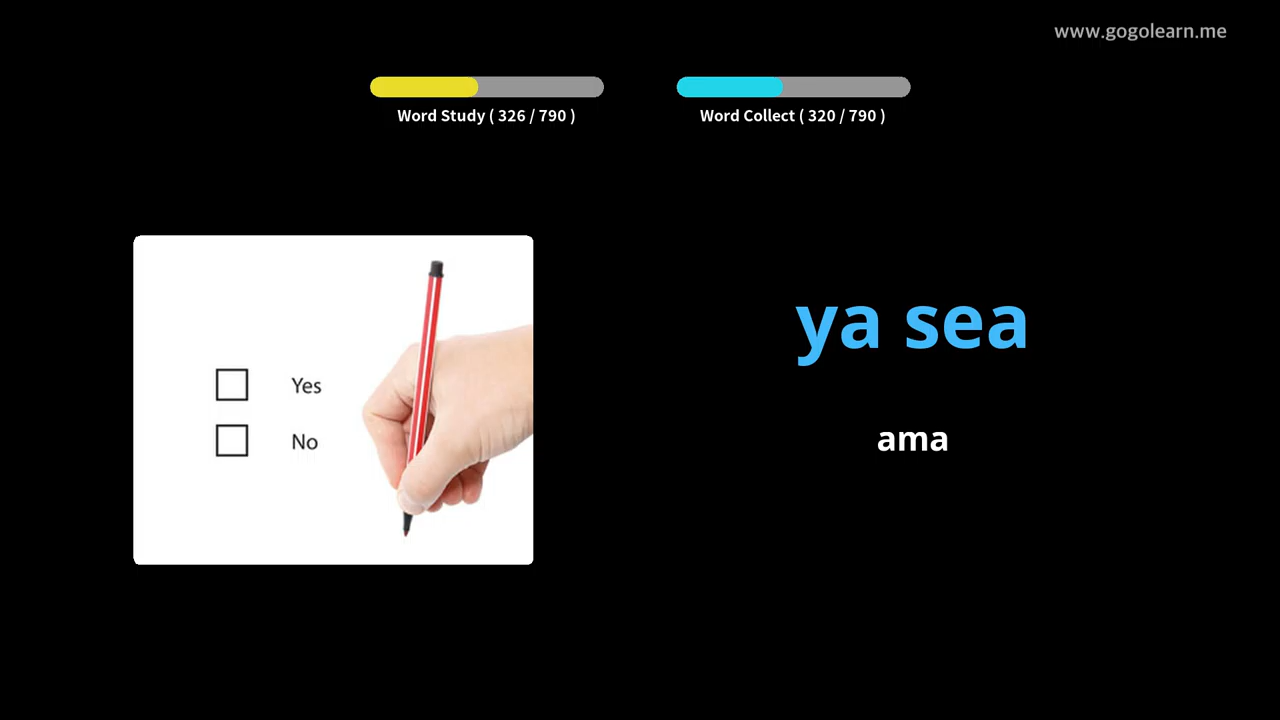 www.gogolearn.me
Word Study ( 326 / 790 )
Word Collect ( 320 / 790 )
Yes
No
ya sea
ama